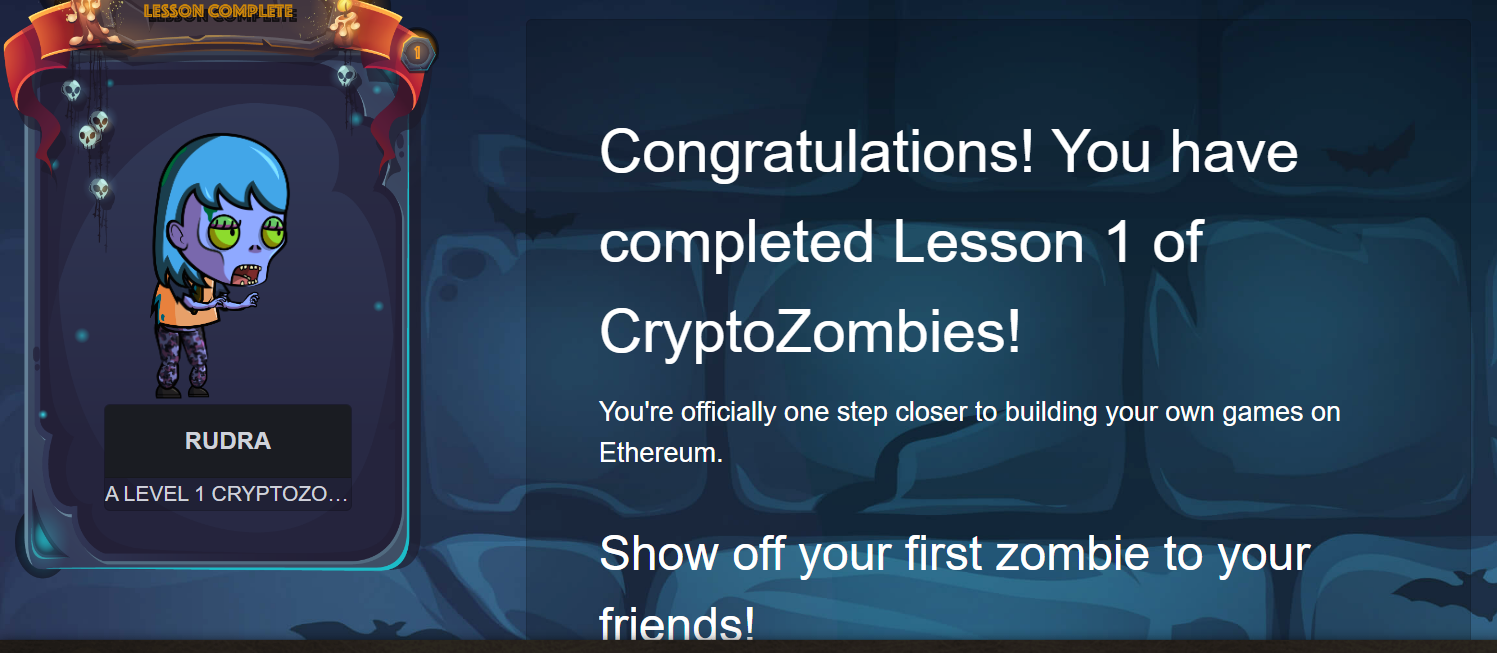 LESSON COMPLETE
1
RUDRA
A LEVEL 1 CRYPTOZO...
Congratulations! You have
completed Lesson 1 of
CryptoZombies!
You're officially one step closer to building your own games on
Ethereum.
Show off your first zombie to your
friends!